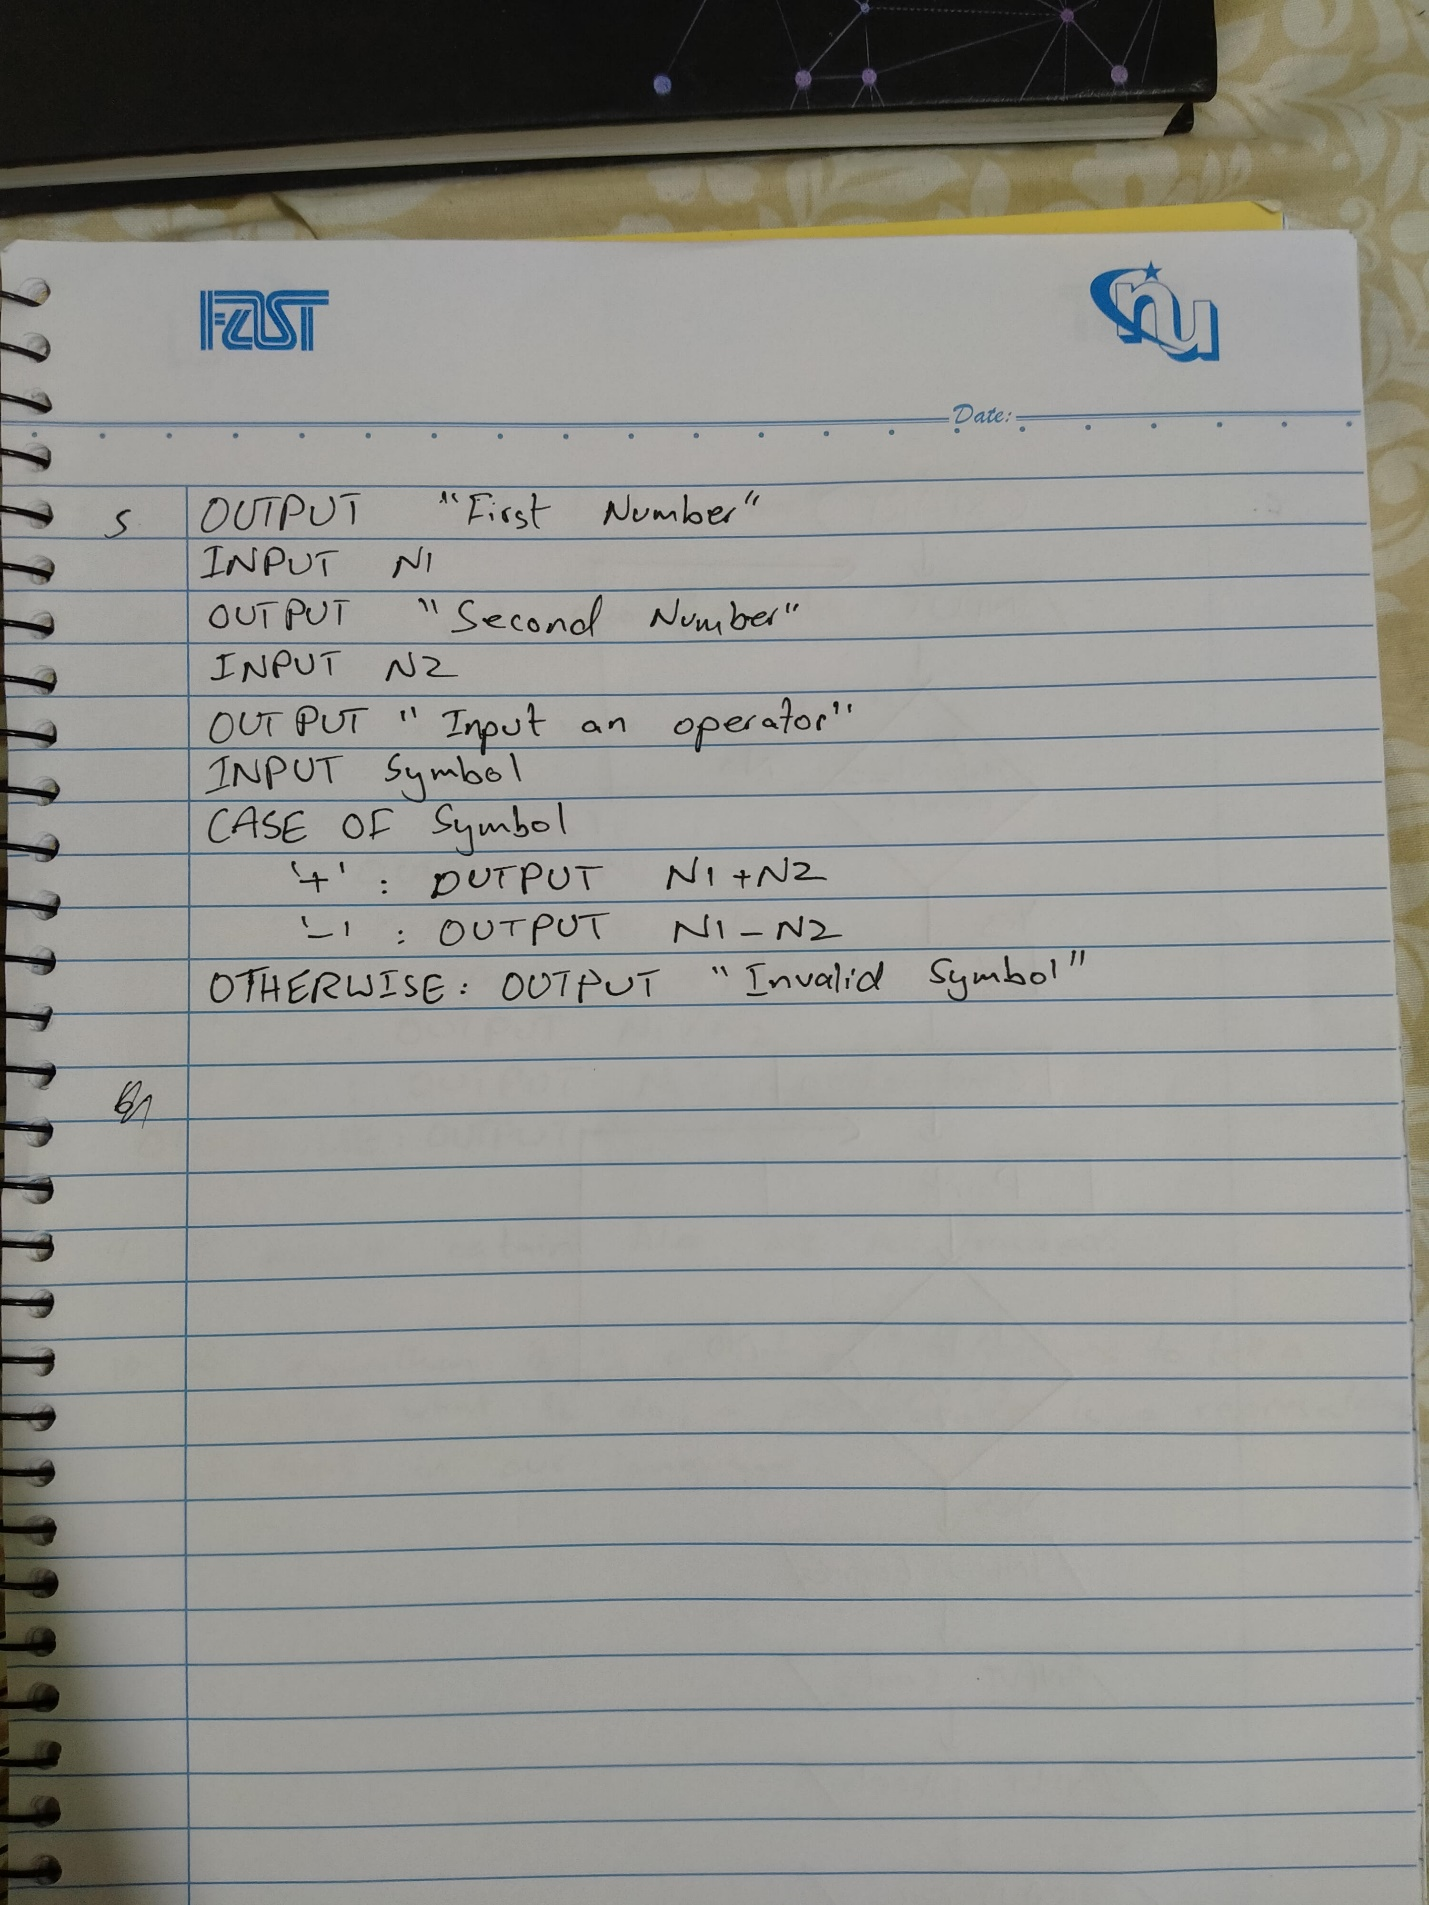 FAST
nu
Date:
5 OUTPUT "First Number"
INPUT N1
OUTPUT "Second Number"
INPUT N2
OUTPUT "Input an operator"
INPUT Symbol
CASE OF Symbol
'+' : OUTPUT N1+N2
'-' : OUTPUT N1-N2
OTHERWISE: OUTPUT "Invalid Symbol"